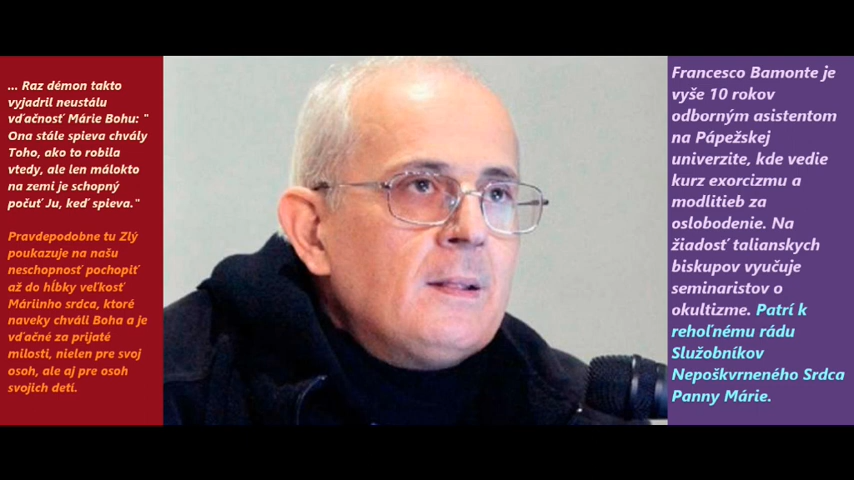 ... Raz démon takto
vyjadril neustálu
vďačnosť Márie Bohu: "
Ona stále spieva chvály
Toho, ako to robila
vtedy, ale len málokto
na zemi je schopný
počuť Ju, keď spieva."
Pravdepodobne tu Zlý
poukazuje na našu
neschopnosť pochopiť
až do hĺbky veľkosť
Máriinho srdca, ktoré
naveky chváli Boha a je
vďačné za prijaté
milosti, nielen pre svoj
osoh, ale aj pre osoh
svojich detí.
Francesco Bamonte je
vyše 10 rokov
odborným asistentom
na Pápežskej
univerzite, kde vedie
kurz exorcizmu a
modlitieb za
oslobodenie. Na
žiadosť talianskych
biskupov vyučuje
seminaristov o
okultizme. Patrí k
rehoľnému rádu
Služobníkov
Nepoškvrneného Srdca
Panny Márie.